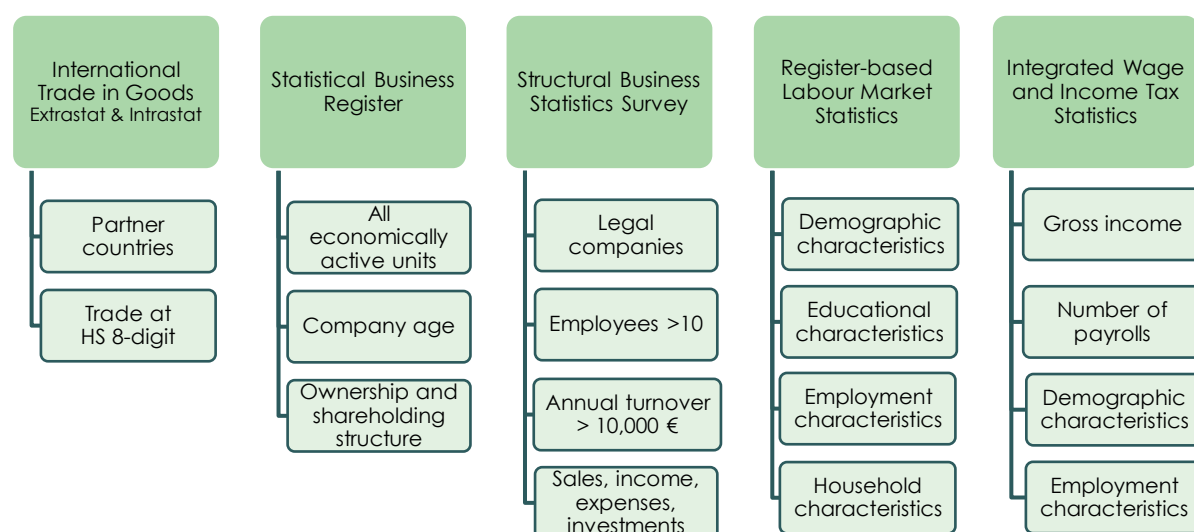 International
Trade in Goods
Extrastat & Intrastat
Partner
countries
Trade at
HS 8-digit
Statistical Business
Register
All
economically
active units
Company age
Ownership and
shareholding
structure
Structural Business
Statistics Survey
Legal
companies
Employees >10
Annual turnover
> 10,000 €
Sales, income,
expenses,
investments
Register-based
Labour Market
Statistics
Demographic
characteristics
Educational
characteristics
Employment
characteristics
Household
characteristics
Integrated Wage
and Income Tax
Statistics
Gross income
Number of
payrolls
Demographic
characteristics
Employment
characteristics